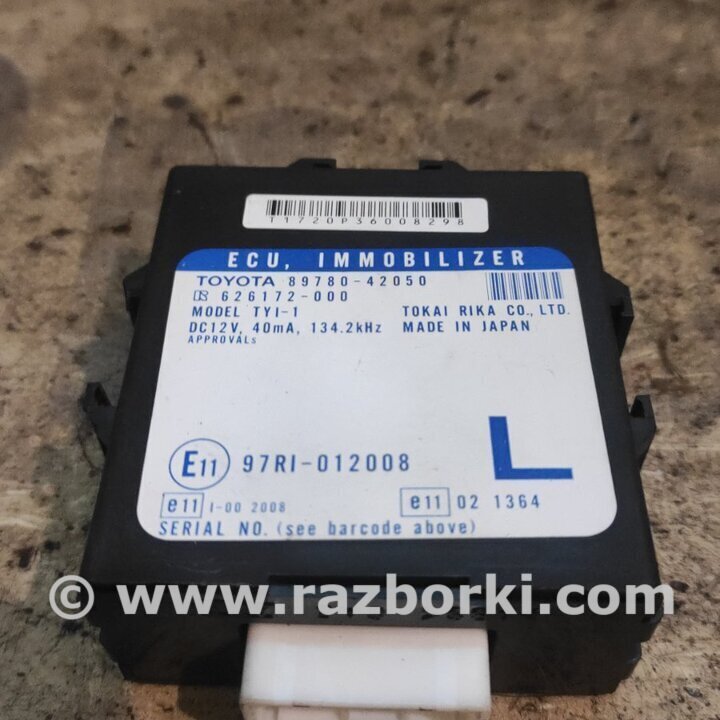 T1720P36008298
ECU, IMMOBILIZER
TOYOTA 89780-42050
626172-000
MODEL TYI-1 TOKAI RIKA CO., LTD.
DC12V, 40mA, 134.2kHz MADE IN JAPAN
APPROVALs
L
E11 97RI-012008
e11 I-00 2008 e11 02 1364
SERIAL NO. (see barcode above)
© www.razborki.com